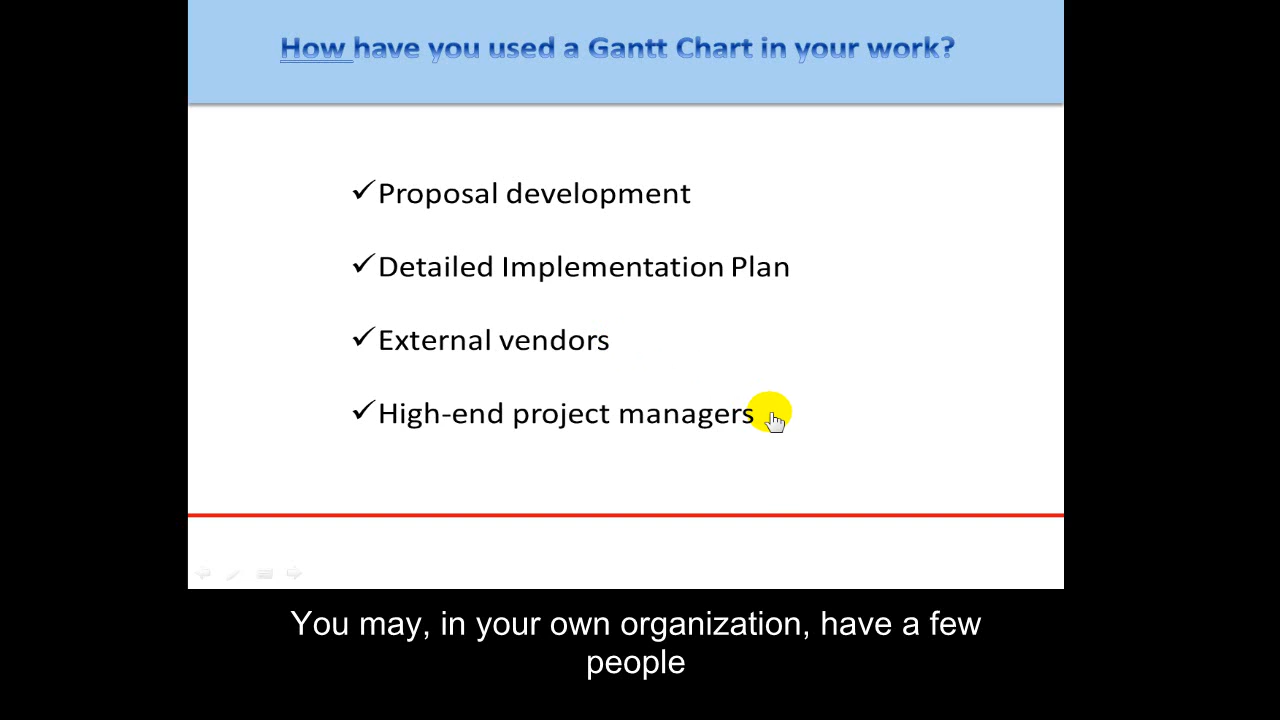 How have you used a Gantt Chart in your work?
✓Proposal development
✓Detailed Implementation Plan
✓External vendors
✓High-end project managers
You may, in your own organization, have a few
people